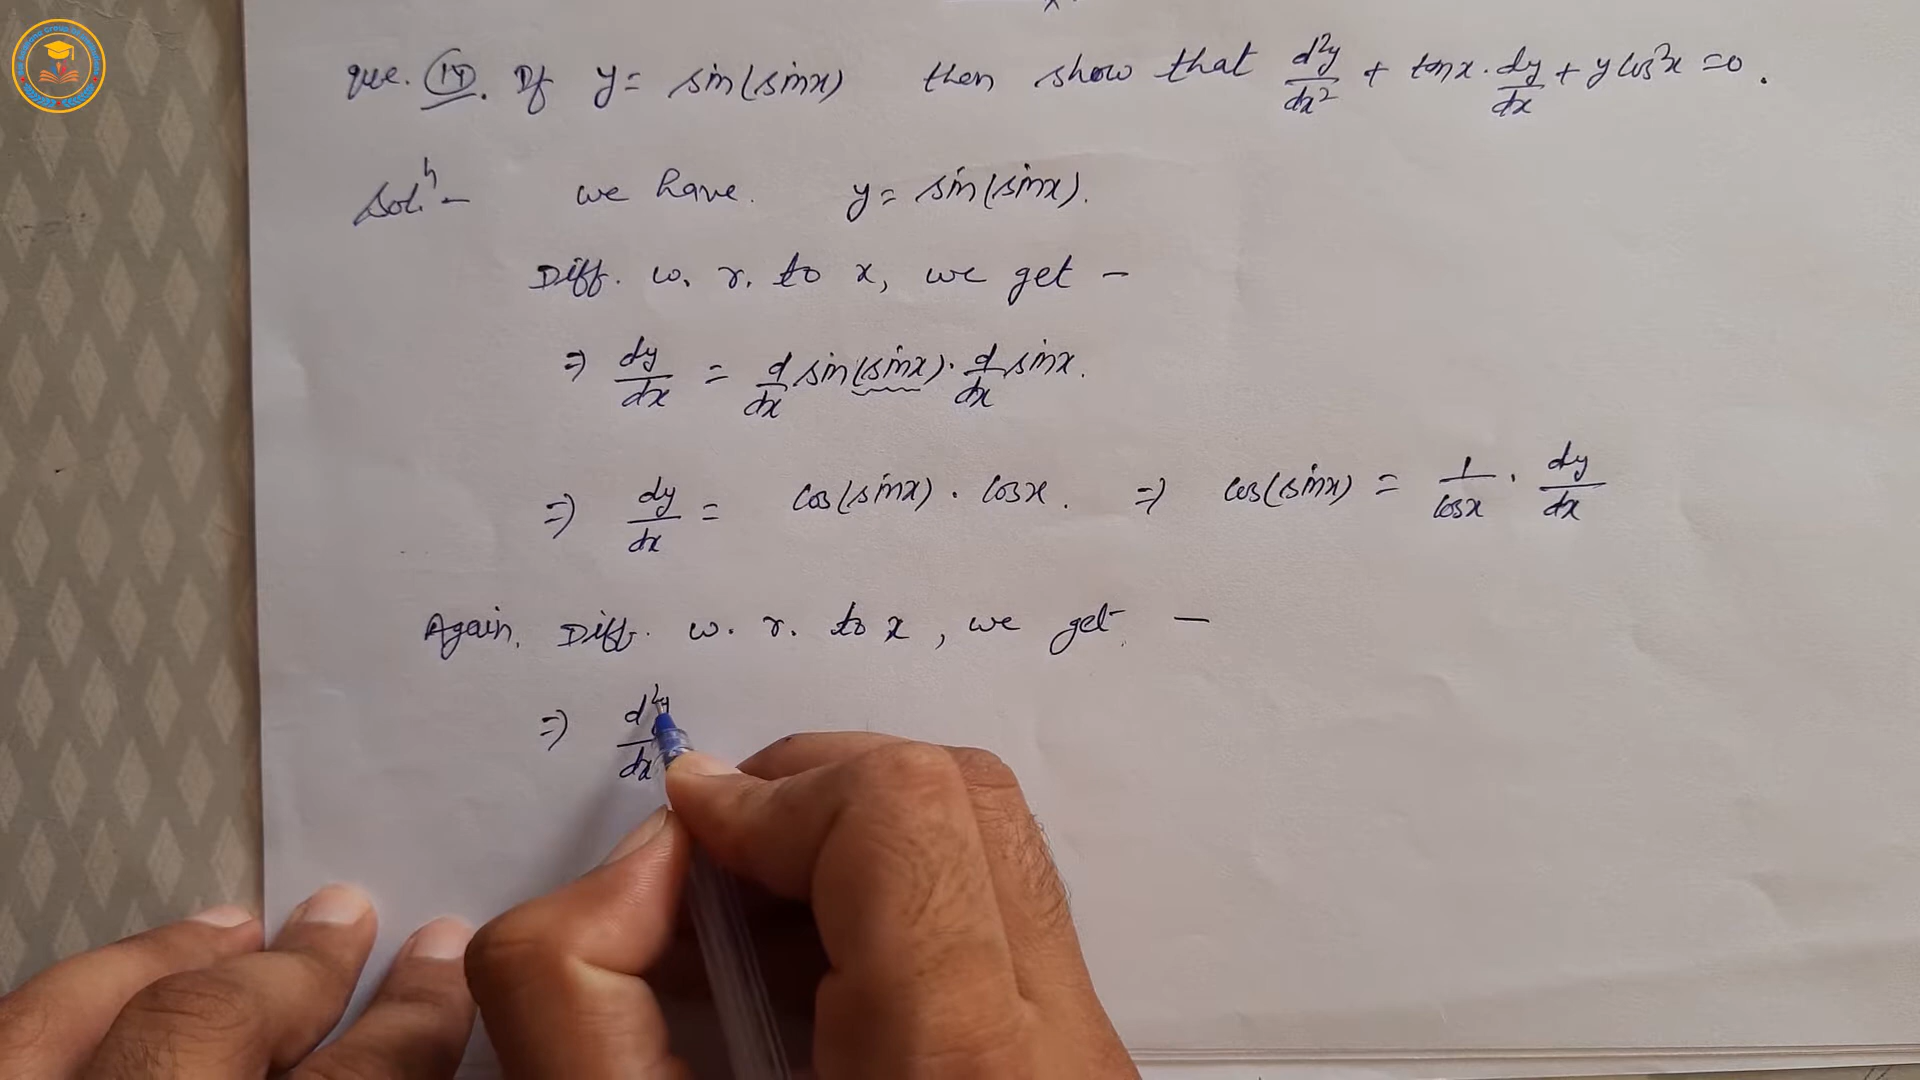 que. 14. If y = sin(sinx) then show that d²y/dx² + tanx . dy/dx + y cos²x = 0 .
Solⁿ - we have. y = sin(sinx).
Diff. w. r. to x, we get -
⇒ dy/dx = d/dx sin(sinx) . d/dx sinx.
⇒ dy/dx = cos(sinx) . cosx . ⇒ cos(sinx) = 1/cosx . dy/dx
Again, Diff. w. r. to x, we get. -
⇒ d²y/dx